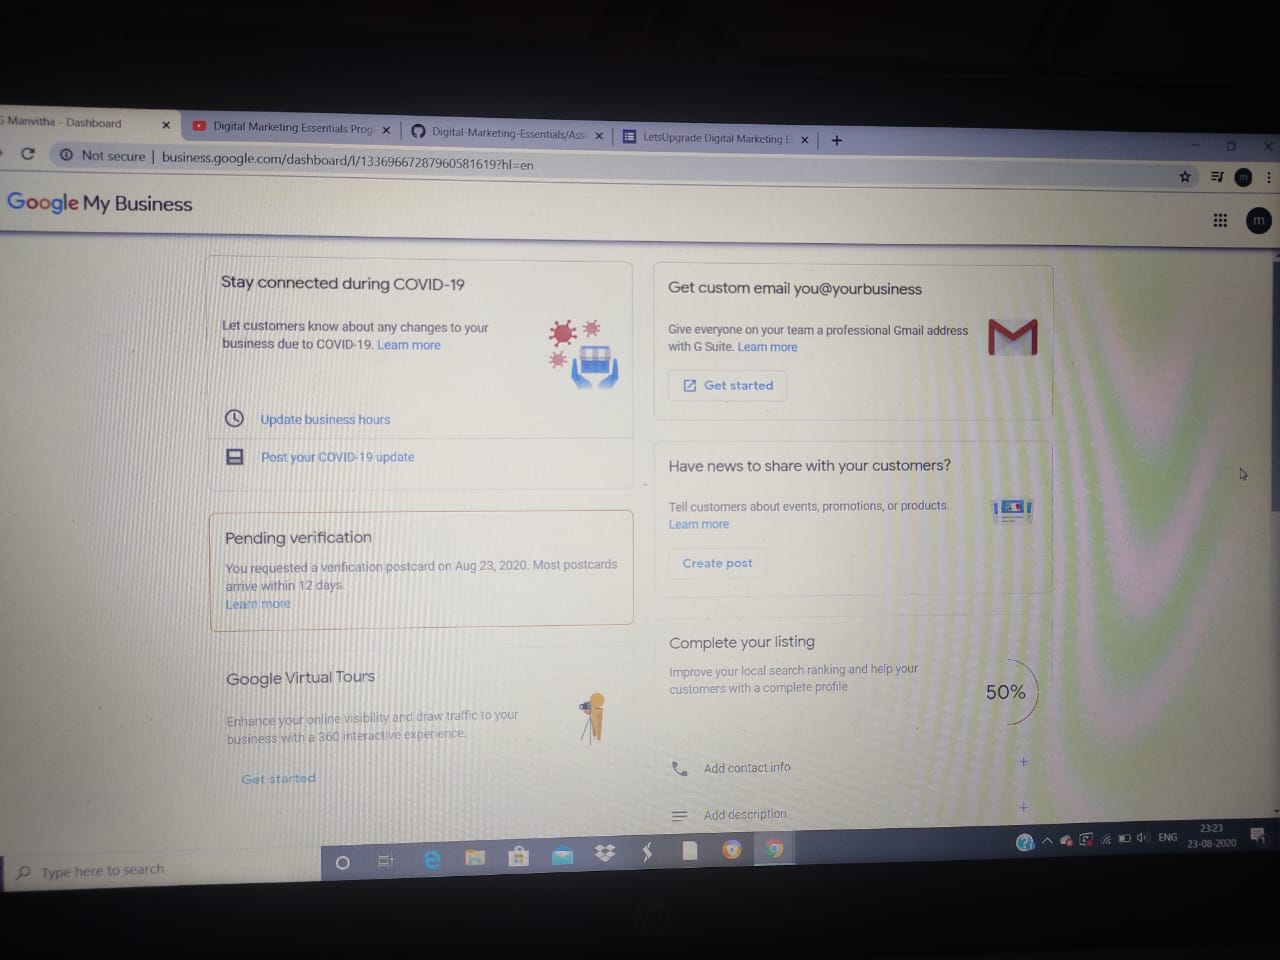 G Manvitha - Dashboard
Digital Marketing Essentials Prog
Digital-Marketing-Essentials/Ass
LetsUpgrade Digital Marketing E
Not secure | business.google.com/dashboard/l/13369667287960581619?hl=en
m
Google My Business
m
Stay connected during COVID-19
Let customers know about any changes to your
business due to COVID-19. Learn more
Update business hours
Post your COVID-19 update
Pending verification
You requested a verification postcard on Aug 23, 2020. Most postcards
arrive within 12 days.
Learn more
Google Virtual Tours
Enhance your online visibility and draw traffic to your
business with a 360 interactive experience.
Get started
Get custom email you@yourbusiness
Give everyone on your team a professional Gmail address
with G Suite. Learn more
Get started
Have news to share with your customers?
Tell customers about events, promotions, or products.
Learn more
Create post
Complete your listing
Improve your local search ranking and help your
customers with a complete profile
50%
Add contact info
Add description
Type here to search
ENG
23:23
23-08-2020
hp